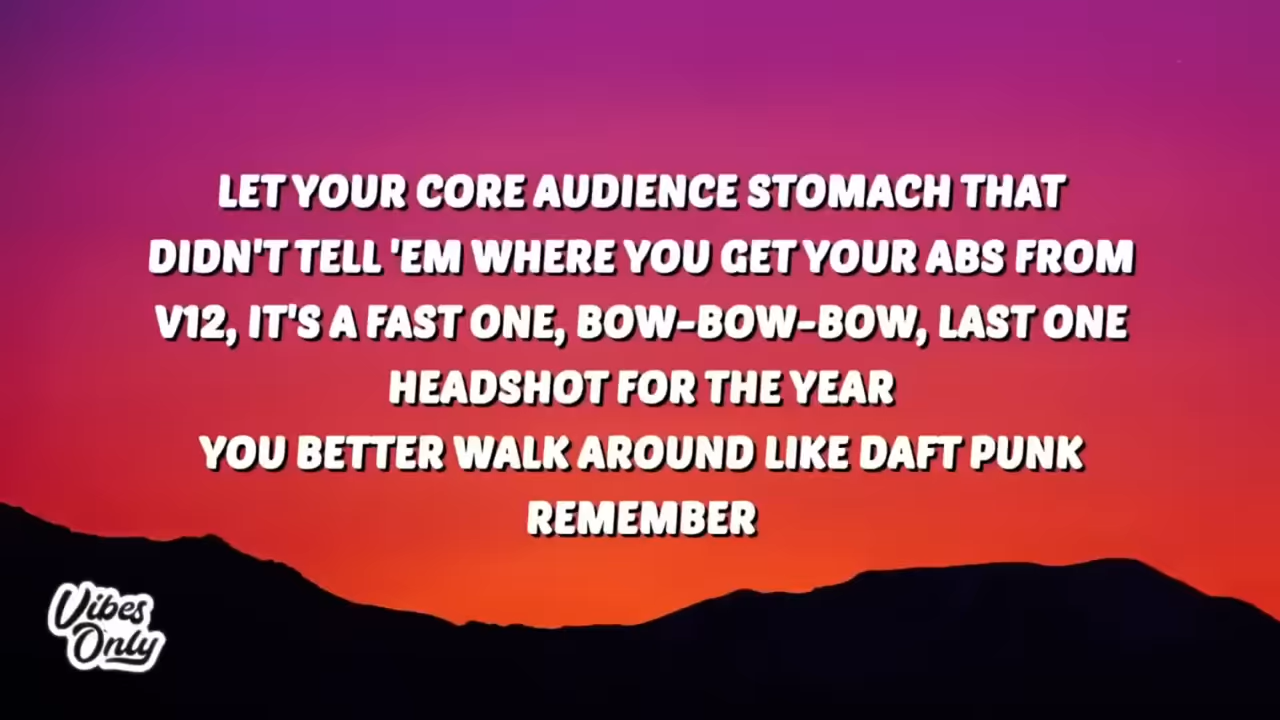 LET YOUR CORE AUDIENCE STOMACH THAT
DIDN'T TELL 'EM WHERE YOU GET YOUR ABS FROM
V12, IT'S A FAST ONE, BOW-BOW-BOW, LAST ONE
HEADSHOT FOR THE YEAR
YOU BETTER WALK AROUND LIKE DAFT PUNK
REMEMBER
Vibes
Only